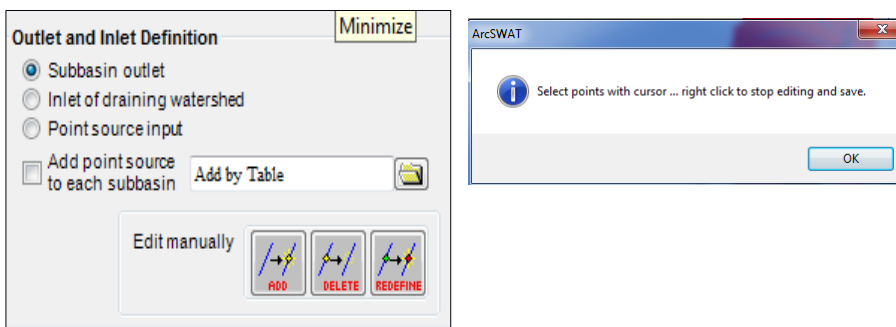 Minimize
Outlet and Inlet Definition
Subbasin outlet
Inlet of draining watershed
Point source input
Add point source
to each subbasin
Add by Table
Edit manually
ADD
DELETE
REDEFINE
ArcSWAT
Select points with cursor ... right click to stop editing and save.
OK